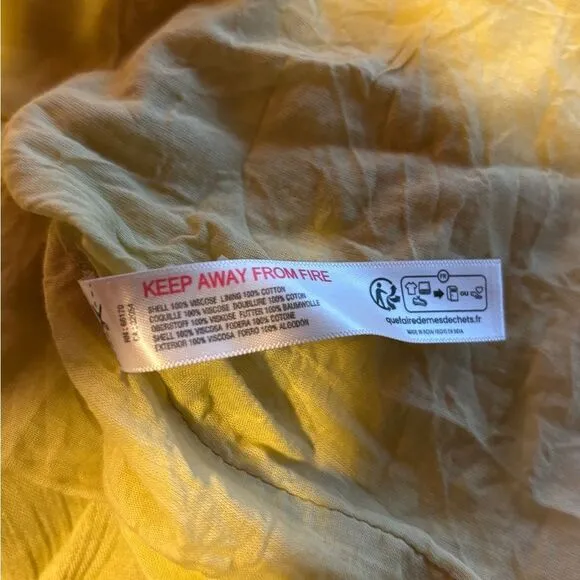 KEEP AWAY FROM FIRE
SHELL 100% VISCOSE LINING 100% COTTON
COQUILLE 100% VISCOSE DOUBLURE 100% COTON
OBERSTOFF 100% VISKOSE FUTTER 100% BAUMWOLLE
SHELL 100% VISCOSA FODERA 100% COTONE
EXTERIOR 100% VISCOSA FORRO 100% ALGODÓN
FR
OU
quefairedemesdechets.fr
MADE IN INDIA